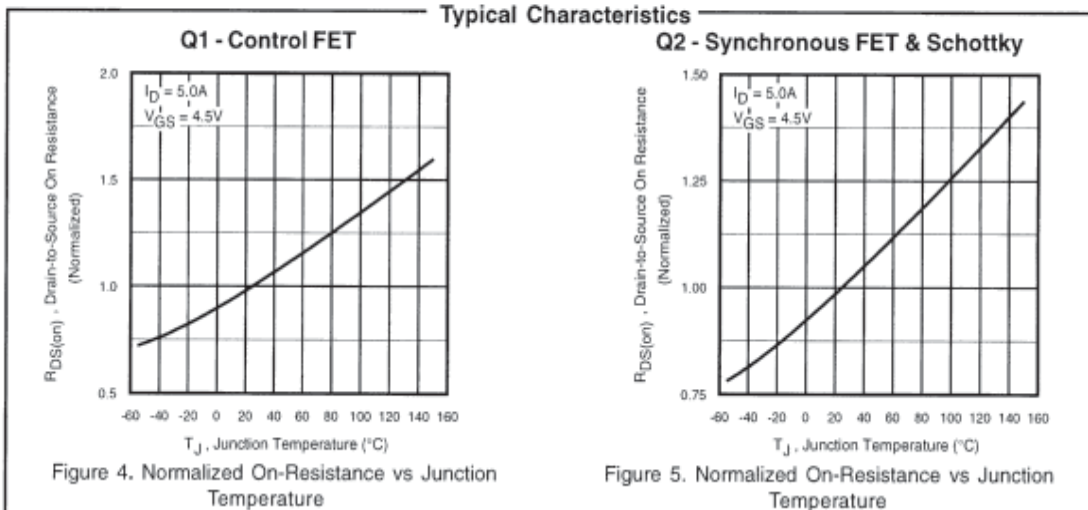 Typical Characteristics
Q1 - Control FET
2.0
1.5
1.0
0.5
I_D = 5.0A
V_GS = 4.5V
R_DS(on) , Drain-to-Source On Resistance
(Normalized)
-60 -40 -20 0 20 40 60 80 100 120 140 160
T_J , Junction Temperature (°C)
Figure 4. Normalized On-Resistance vs Junction
Temperature
Q2 - Synchronous FET & Schottky
1.50
1.25
1.00
0.75
I_D = 5.0A
V_GS = 4.5V
R_DS(on) , Drain-to-Source On Resistance
(Normalized)
-60 -40 -20 0 20 40 60 80 100 120 140 160
T_J , Junction Temperature (°C)
Figure 5. Normalized On-Resistance vs Junction
Temperature